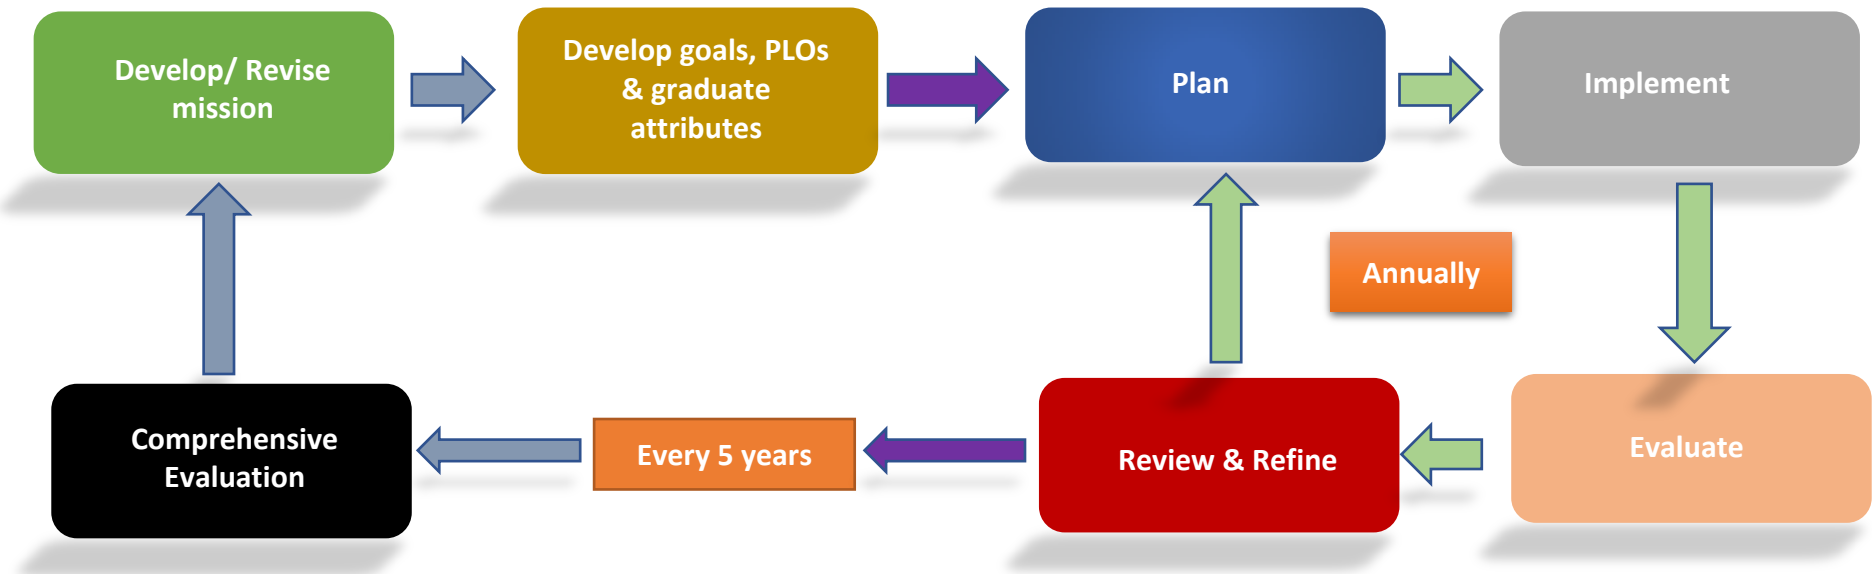 Develop/ Revise
mission
Develop goals, PLOs
& graduate
attributes
Plan
Implement
Annually
Comprehensive
Evaluation
Every 5 years
Review & Refine
Evaluate